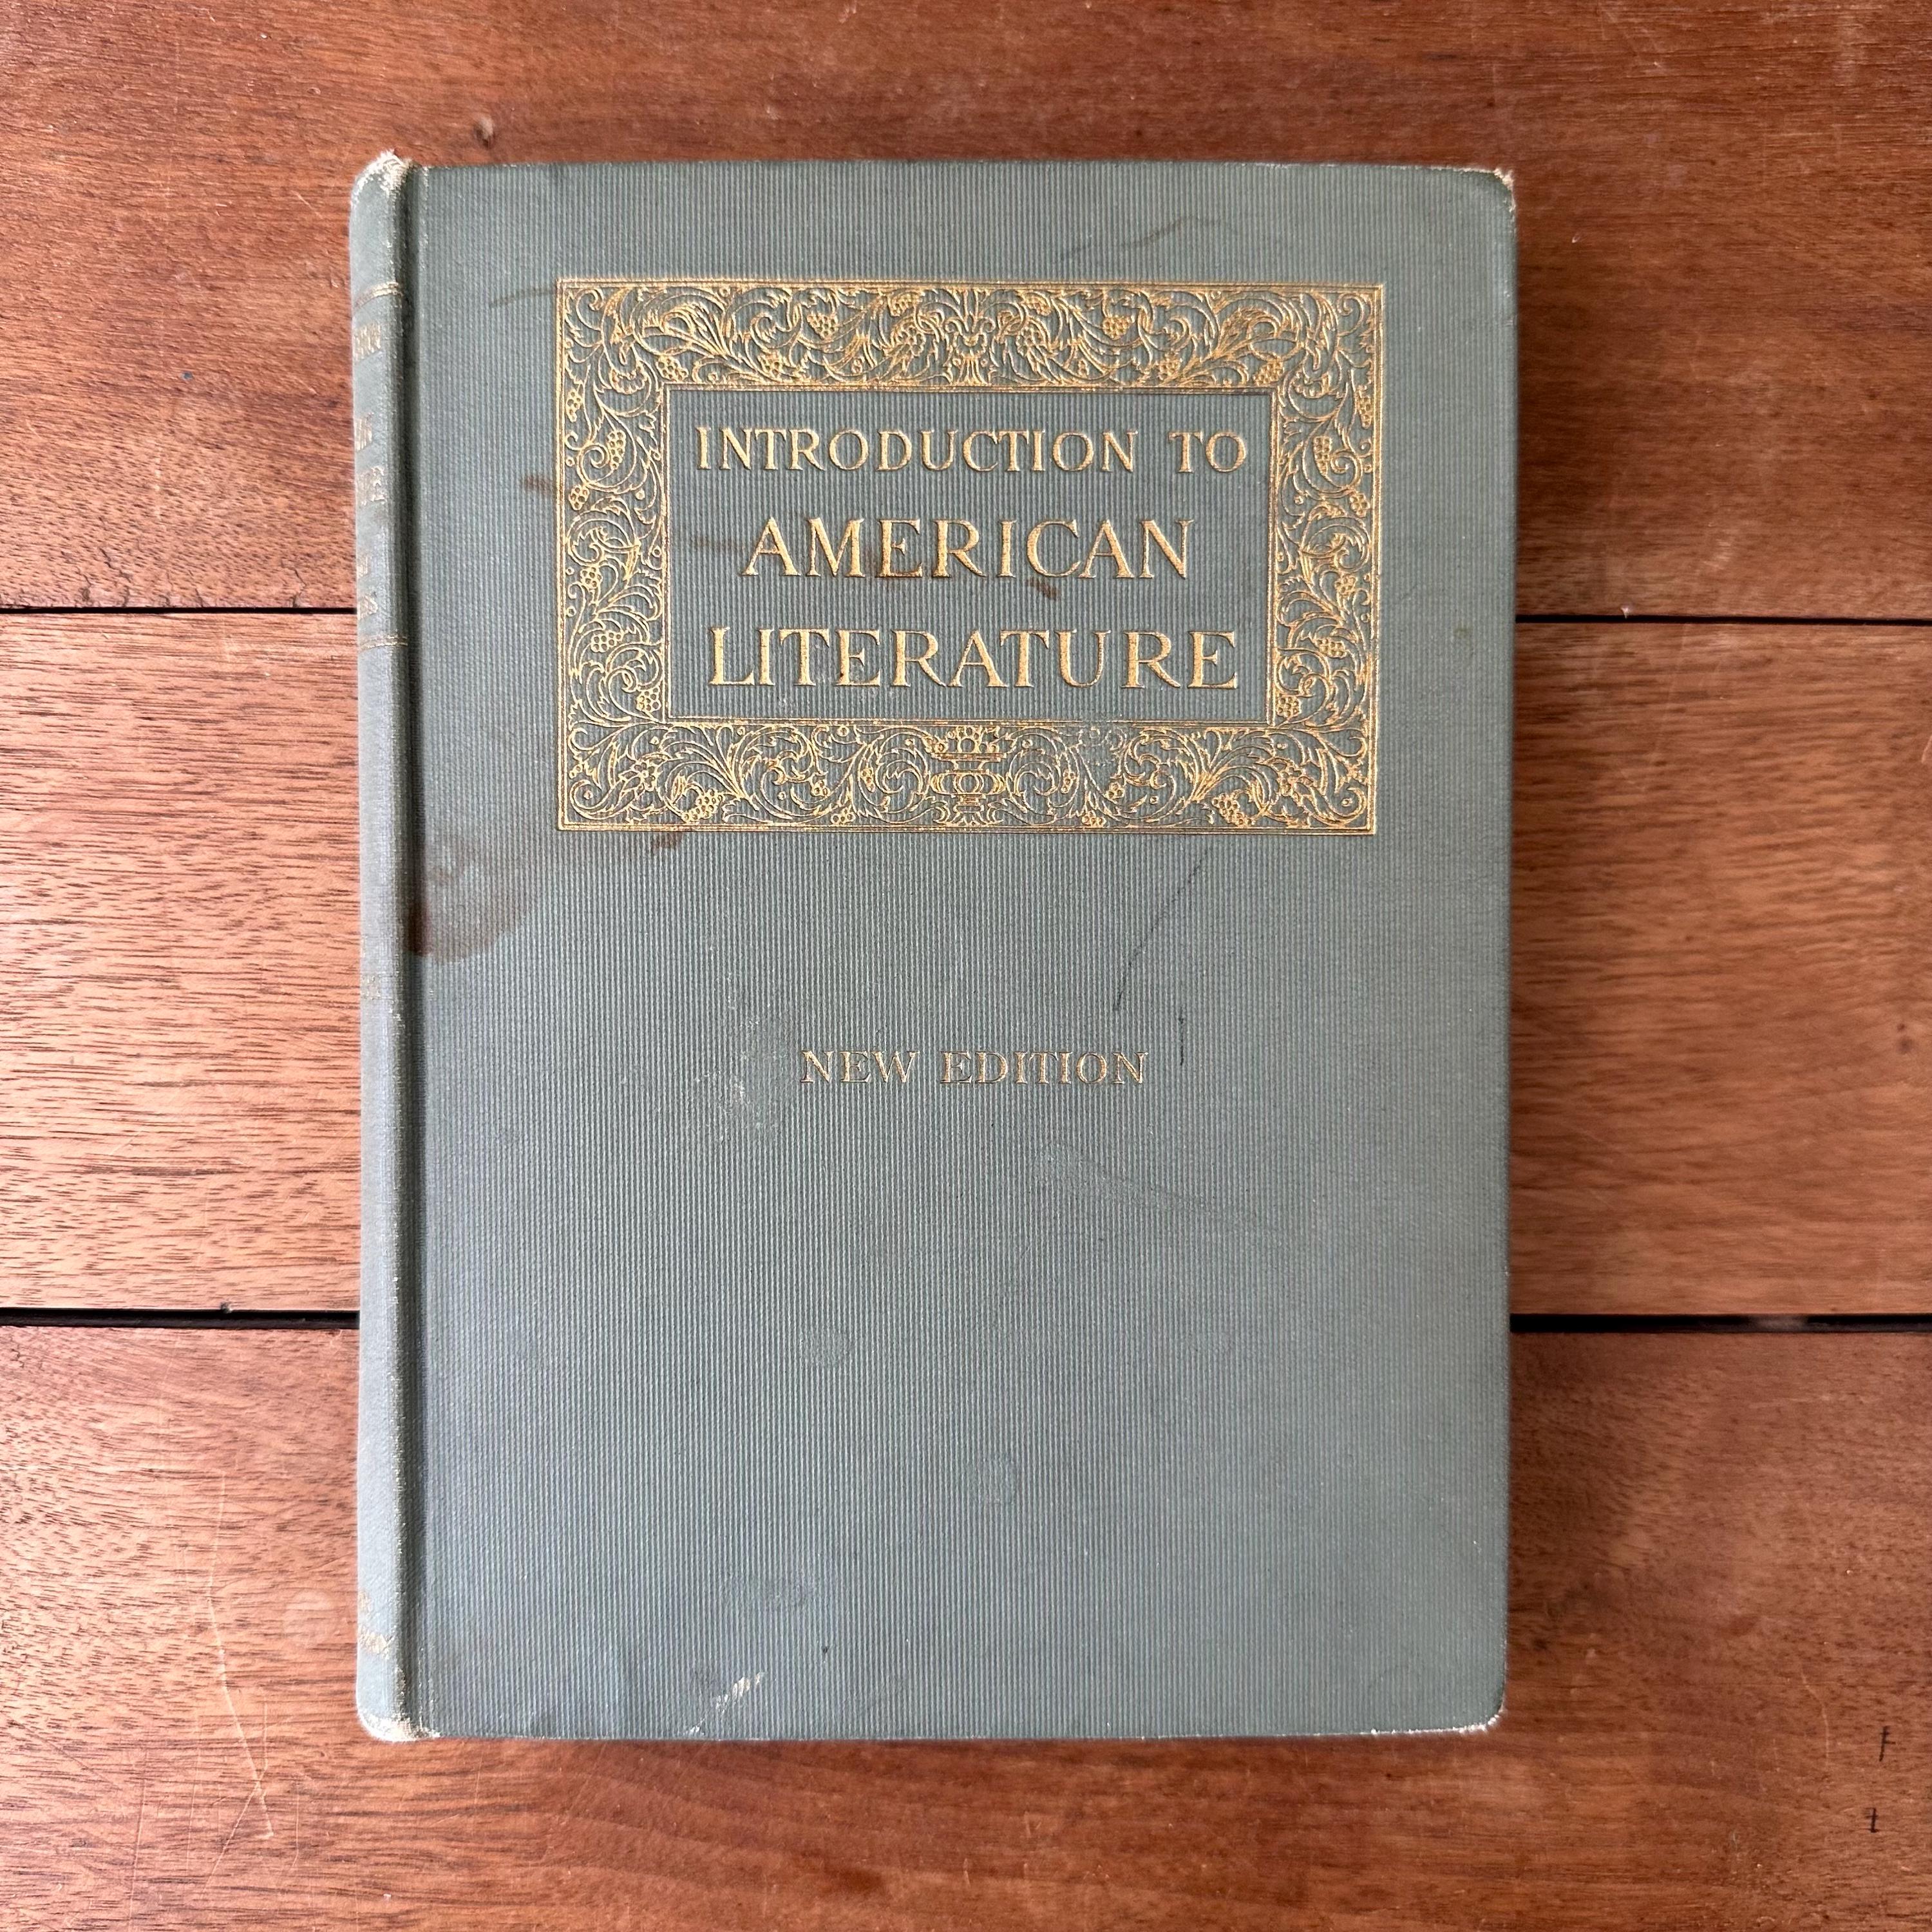 INTRODUCTION TO
AMERICAN
LITERATURE
NEW EDITION